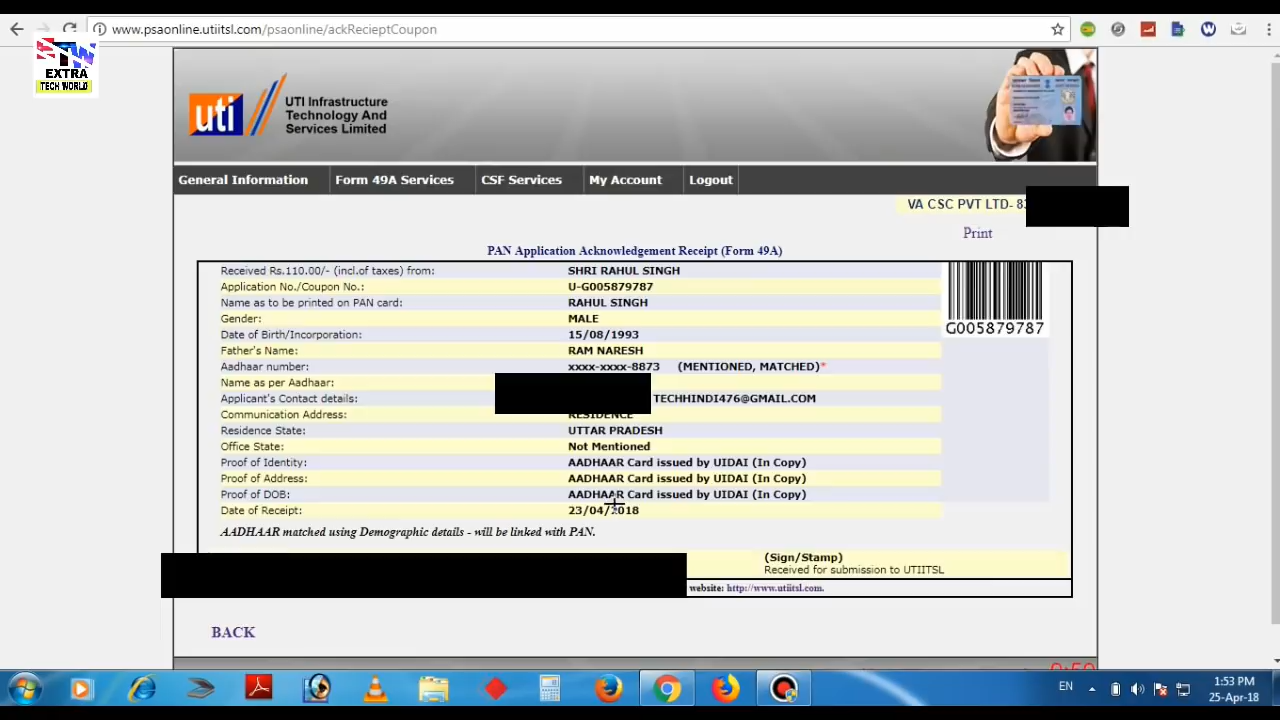 www.psaonline.utiitsl.com/psaonline/ackRecieptCoupon
EXTRA
TECH WORLD
uti
UTI Infrastructure
Technology And
Services Limited
General Information
Form 49A Services
CSF Services
My Account
Logout
VA CSC PVT LTD-
Print
PAN Application Acknowledgement Receipt (Form 49A)
Received Rs.110.00/- (incl.of taxes) from: SHRI RAHUL SINGH
Application No./Coupon No.: U-G005879787
Name as to be printed on PAN card: RAHUL SINGH
Gender: MALE
Date of Birth/Incorporation: 15/08/1993
Father's Name: RAM NARESH
Aadhaar number: xxxx-xxxx-8873 (MENTIONED, MATCHED)*
Name as per Aadhaar:
Applicant's Contact details: TECHHINDI476@GMAIL.COM
Communication Address: RESIDENCE
Residence State: UTTAR PRADESH
Office State: Not Mentioned
Proof of Identity: AADHAAR Card issued by UIDAI (In Copy)
Proof of Address: AADHAAR Card issued by UIDAI (In Copy)
Proof of DOB: AADHAAR Card issued by UIDAI (In Copy)
Date of Receipt: 23/04/2018
G005879787
AADHAAR matched using Demographic details - will be linked with PAN.
(Sign/Stamp)
Received for submission to UTIITSL
website: http://www.utiitsl.com.
BACK
EN
1:53 PM
25-Apr-18